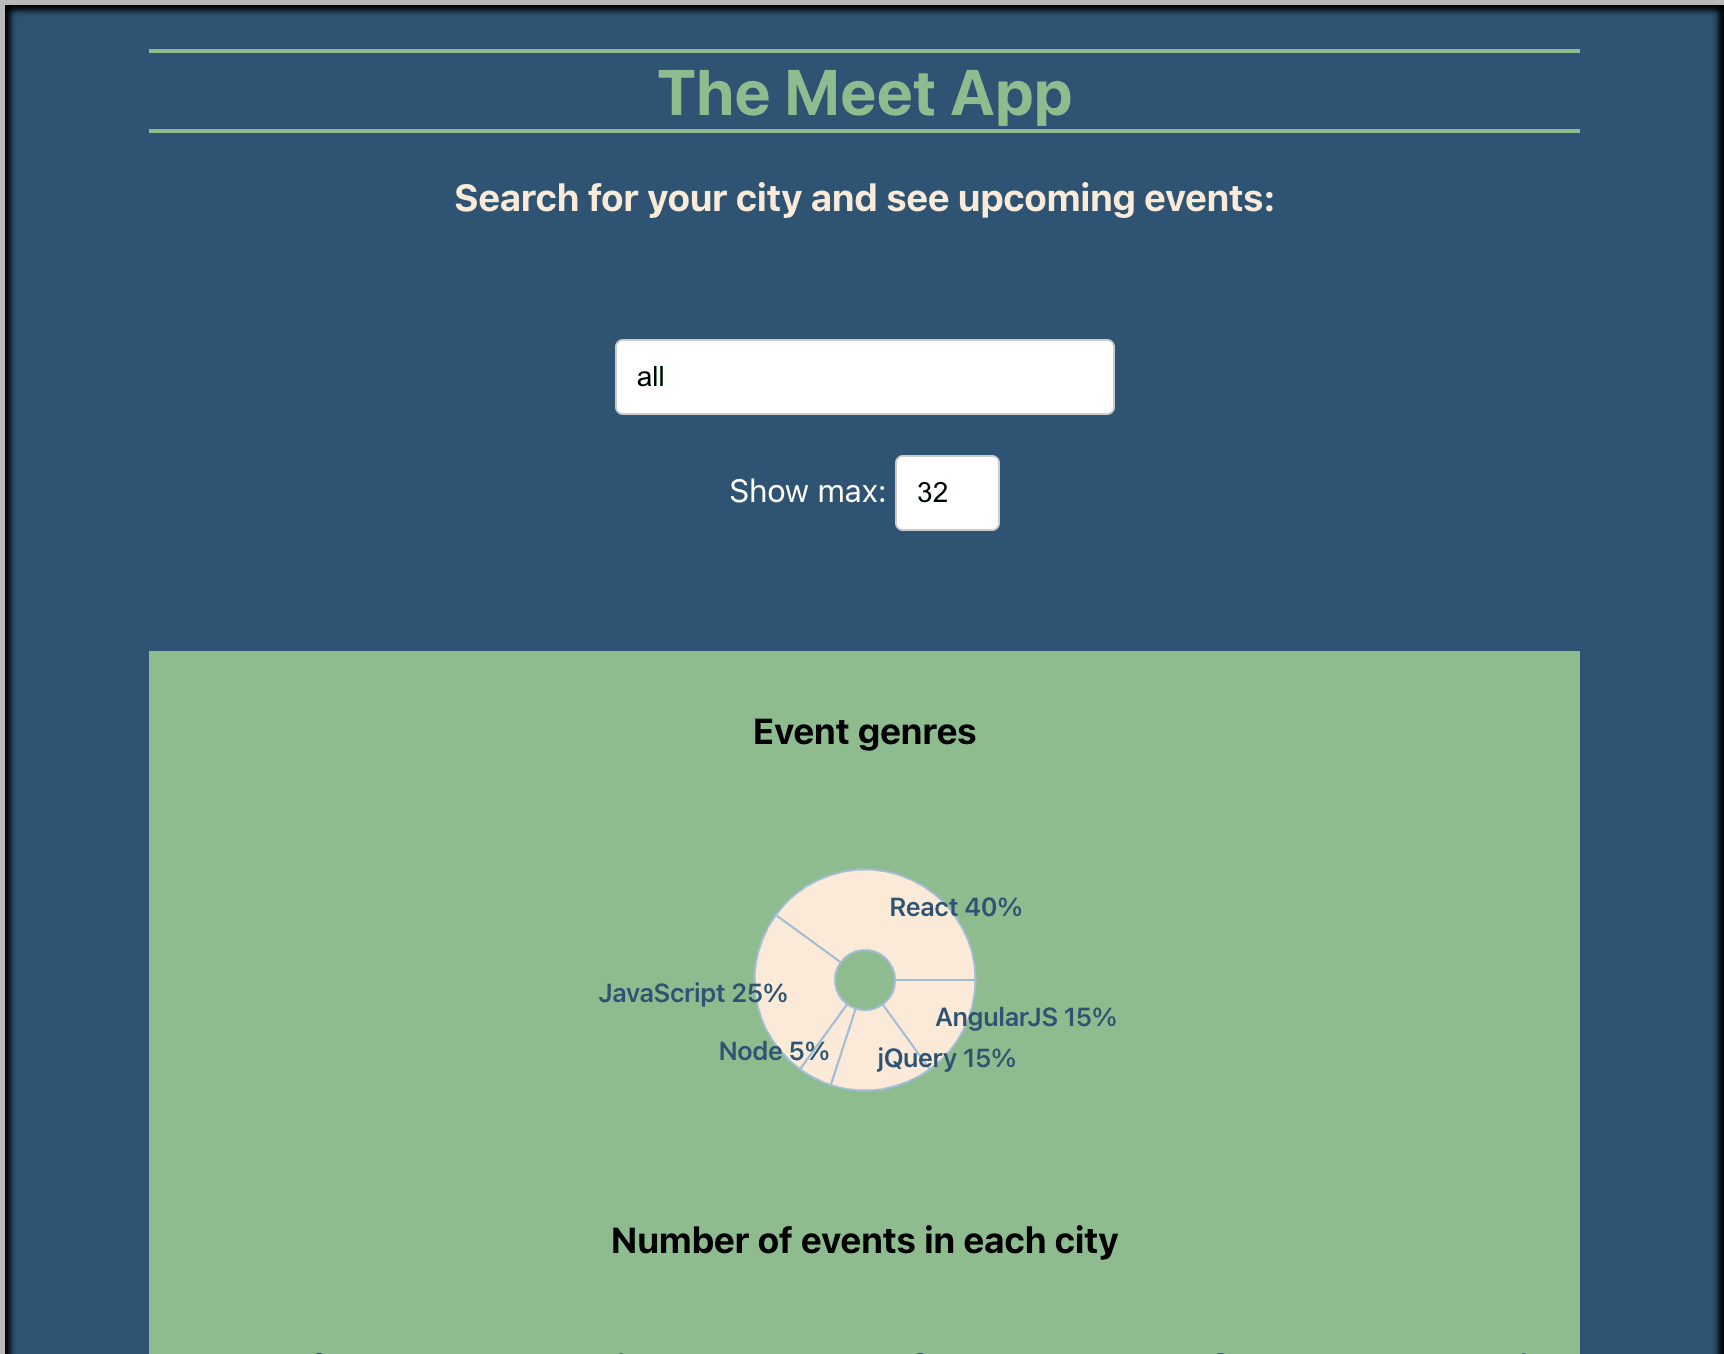 The Meet App
Search for your city and see upcoming events:
all
Show max: 32
Event genres
React 40%
JavaScript 25%
AngularJS 15%
Node 5%
jQuery 15%
Number of events in each city